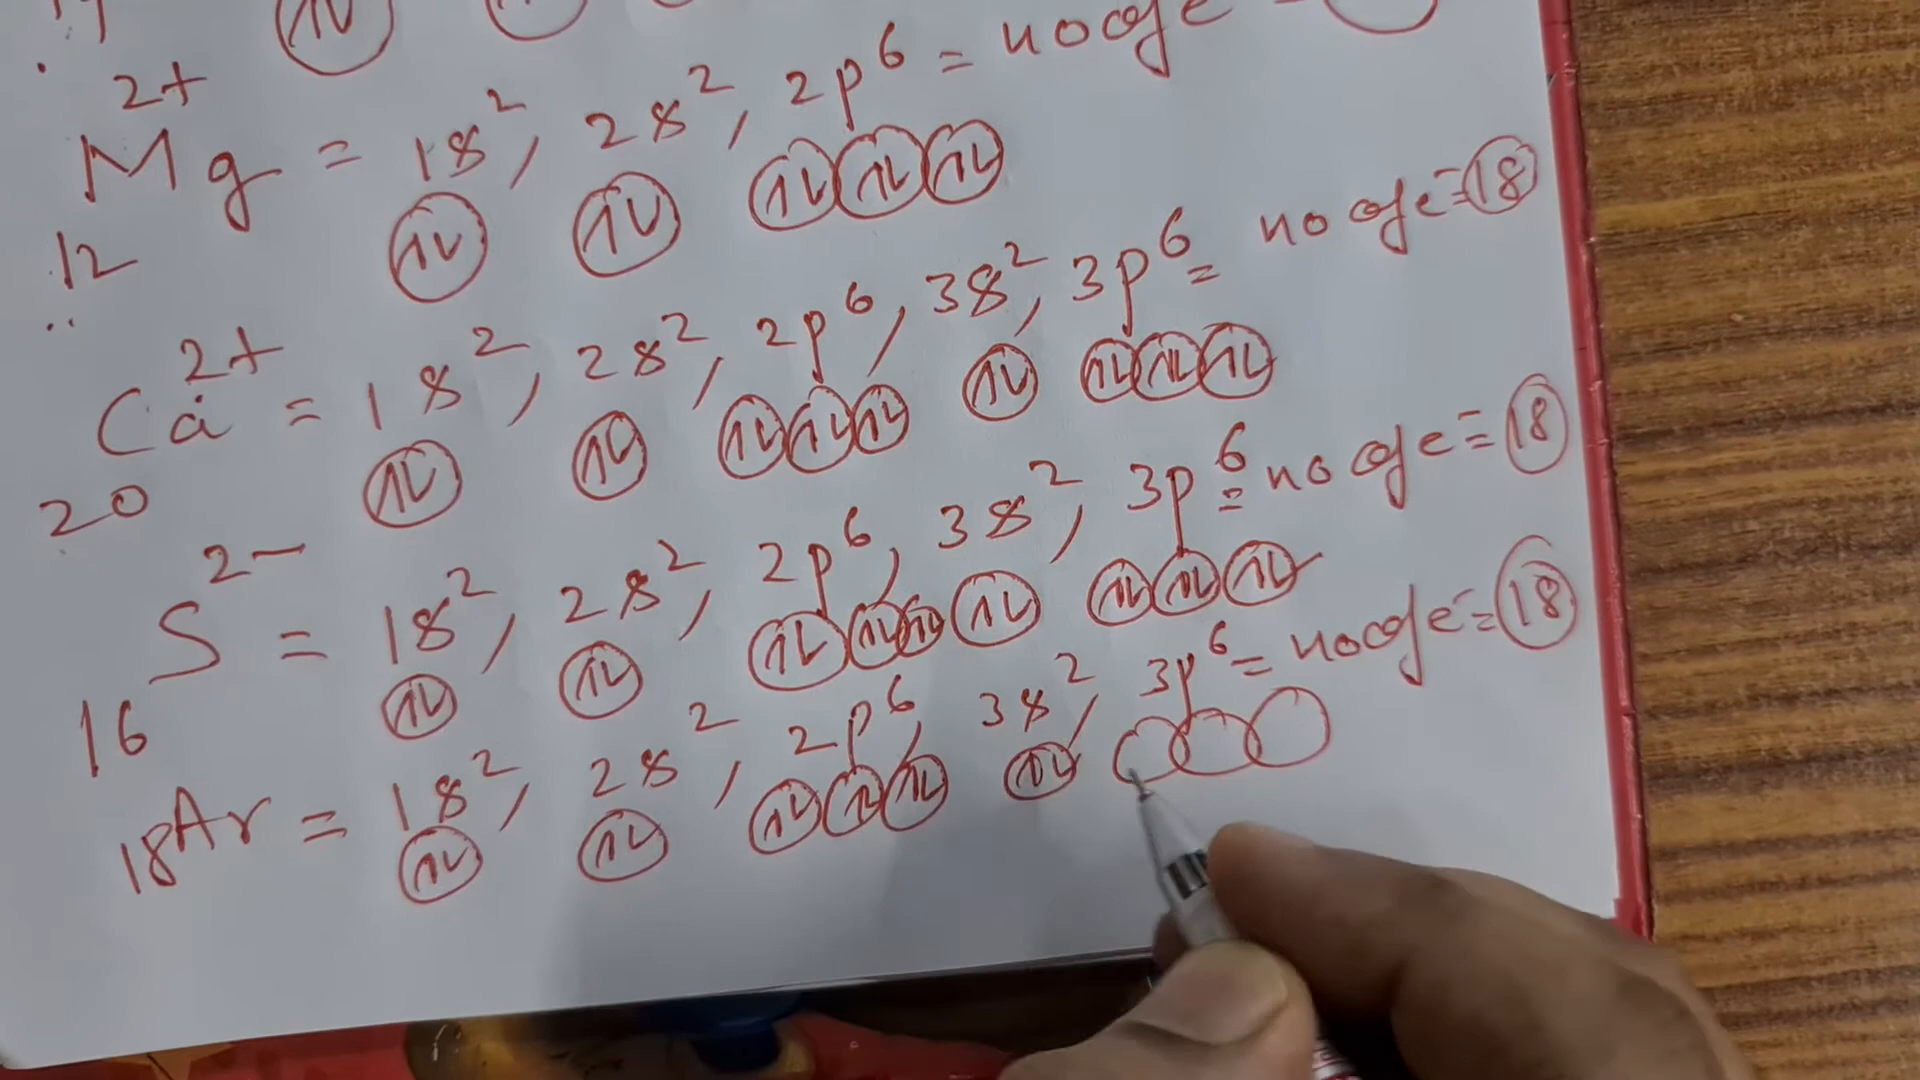 Mg²⁺ = 1s², 2s², 2p⁶ = no of e⁻ =
12
Ca²⁺ = 1s², 2s², 2p⁶, 3s², 3p⁶ = no of e⁻ = 18
20
S²⁻ = 1s², 2s², 2p⁶, 3s², 3p⁶ = no of e⁻ = 18
16
18Ar = 1s², 2s², 2p⁶, 3s², 3p⁶ = no of e⁻ = 18